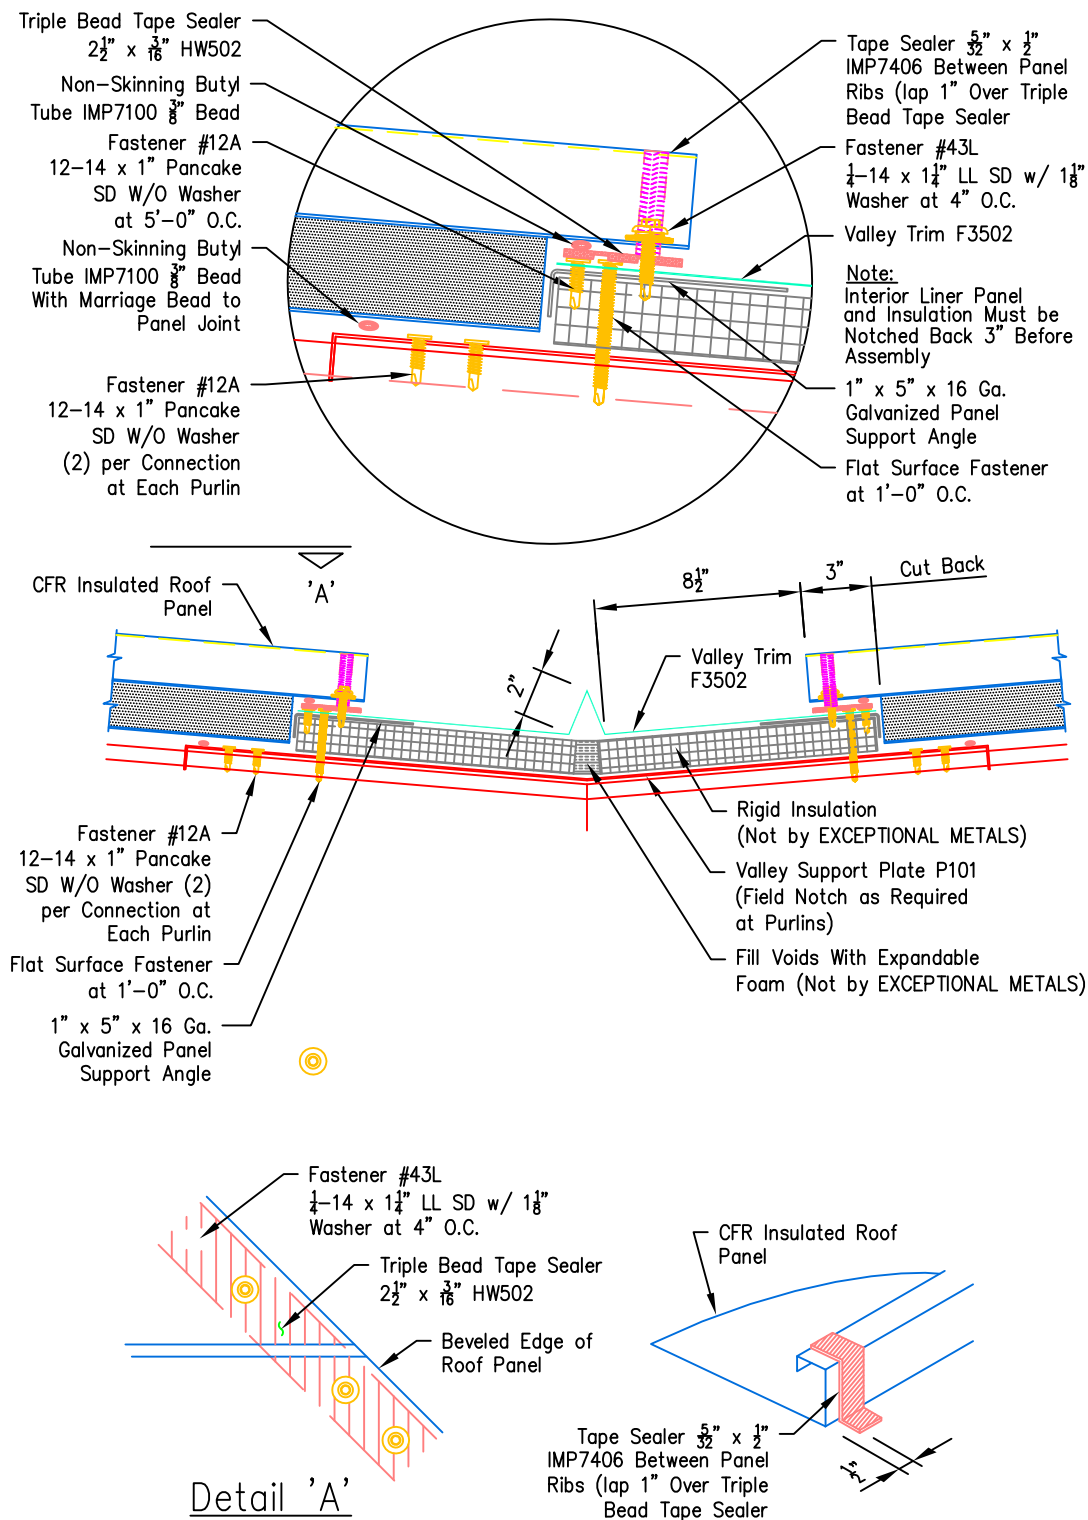 Triple Bead Tape Sealer
2½" x 3/16" HW502
Non-Skinning Butyl
Tube IMP7100 3/8" Bead
Fastener #12A
12-14 x 1" Pancake
SD W/O Washer
at 5'-0" O.C.
Non-Skinning Butyl
Tube IMP7100 3/8" Bead
With Marriage Bead to
Panel Joint
Fastener #12A
12-14 x 1" Pancake
SD W/O Washer
(2) per Connection
at Each Purlin
Tape Sealer 5/32" x ½"
IMP7406 Between Panel
Ribs (lap 1" Over Triple
Bead Tape Sealer
Fastener #43L
¼-14 x 1¼" LL SD w/ 1⅛"
Washer at 4" O.C.
Valley Trim F3502
Note:
Interior Liner Panel
and Insulation Must be
Notched Back 3" Before
Assembly
1" x 5" x 16 Ga.
Galvanized Panel
Support Angle
Flat Surface Fastener
at 1'-0" O.C.
'A'
CFR Insulated Roof
Panel
8½"
3"
Cut Back
2"
Valley Trim
F3502
Fastener #12A
12-14 x 1" Pancake
SD W/O Washer (2)
per Connection at
Each Purlin
Flat Surface Fastener
at 1'-0" O.C.
1" x 5" x 16 Ga.
Galvanized Panel
Support Angle
Rigid Insulation
(Not by EXCEPTIONAL METALS)
Valley Support Plate P101
(Field Notch as Required
at Purlins)
Fill Voids With Expandable
Foam (Not by EXCEPTIONAL METALS)
Fastener #43L
¼-14 x 1¼" LL SD w/ 1⅛"
Washer at 4" O.C.
Triple Bead Tape Sealer
2½" x 3/16" HW502
Beveled Edge of
Roof Panel
Detail 'A'
CFR Insulated Roof
Panel
Tape Sealer 5/32" x ½"
IMP7406 Between Panel
Ribs (lap 1" Over Triple
Bead Tape Sealer
½"